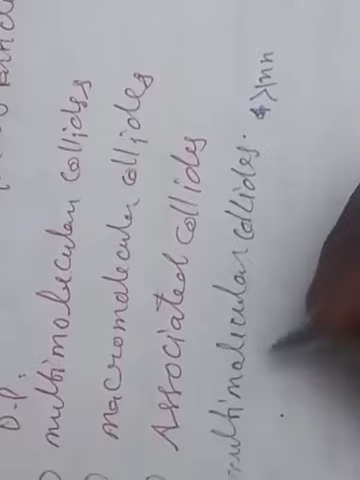 D.P:
multimolecular collides
macromolecular collides
Associated collides
multimolecular collides.